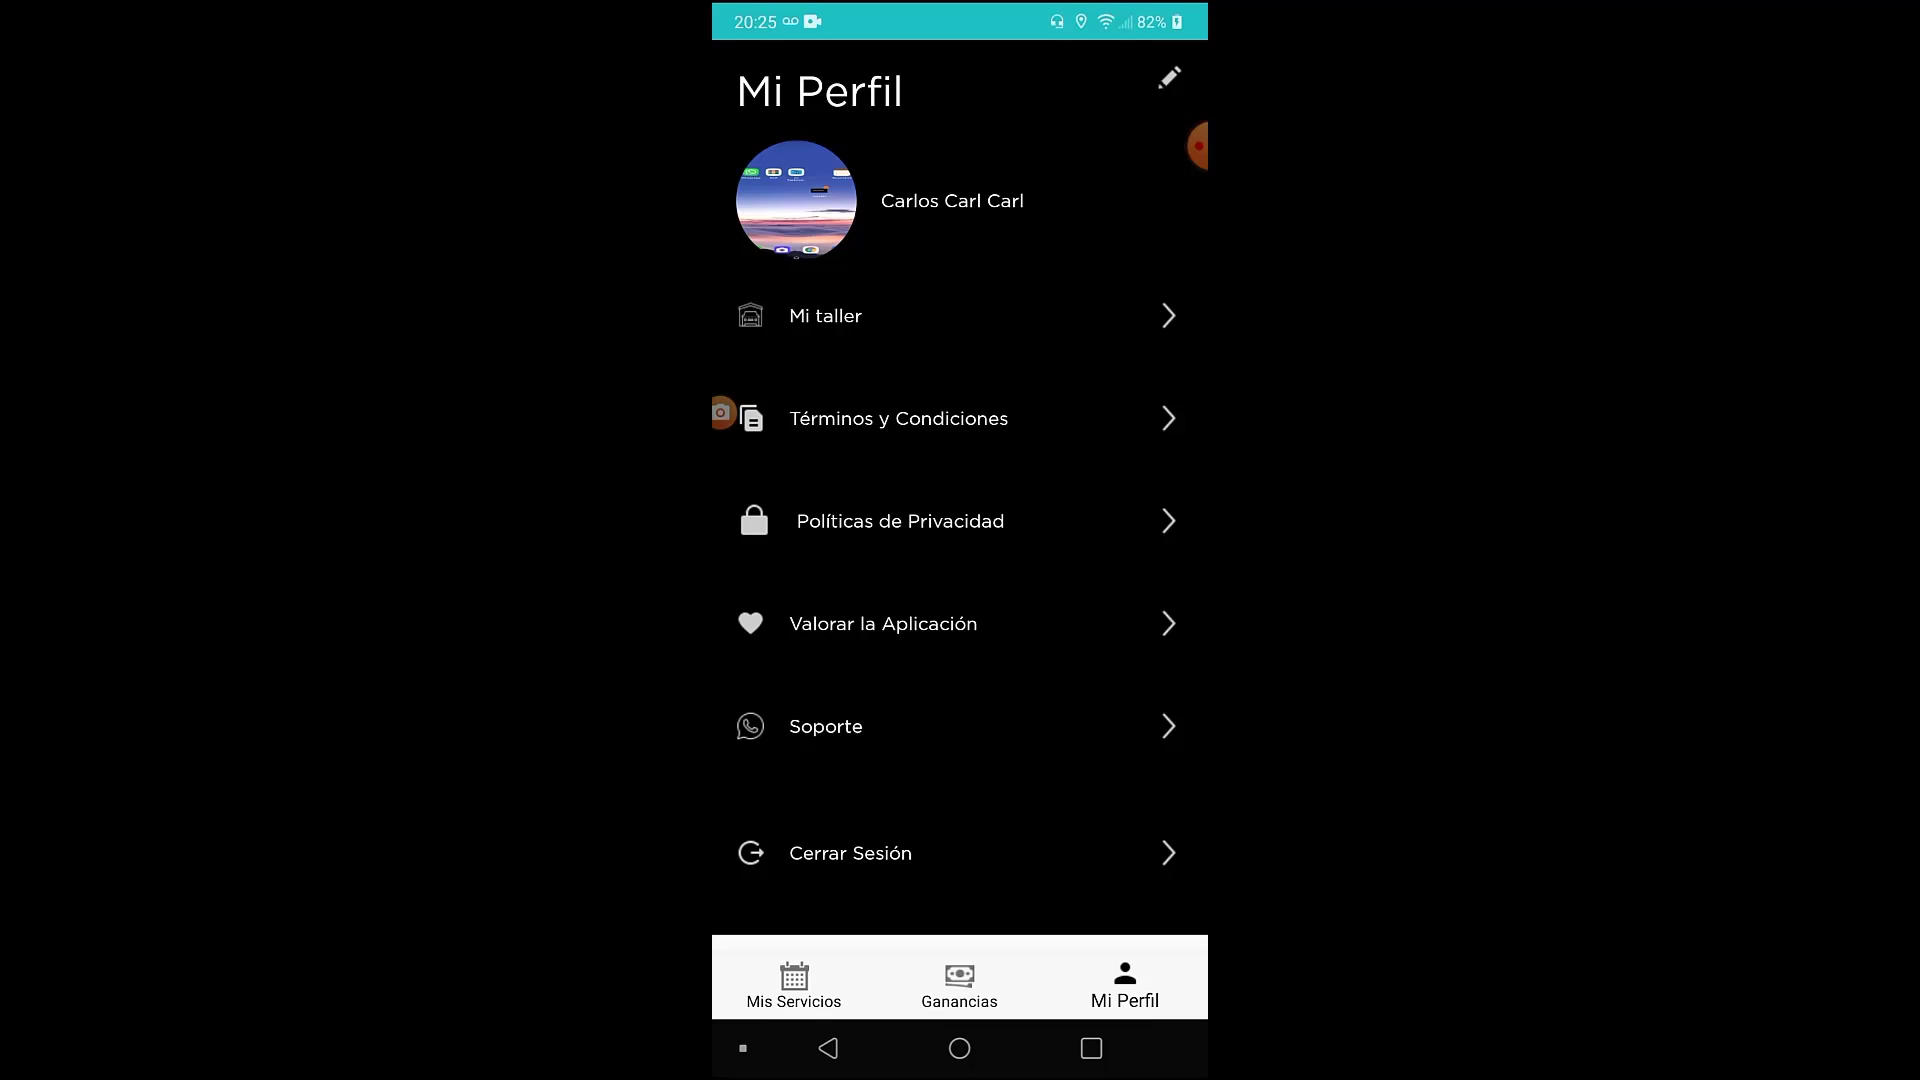 20:25 82%
Mi Perfil
Carlos Carl Carl
Mi taller
Términos y Condiciones
Políticas de Privacidad
Valorar la Aplicación
Soporte
Cerrar Sesión
Mis Servicios Ganancias Mi Perfil